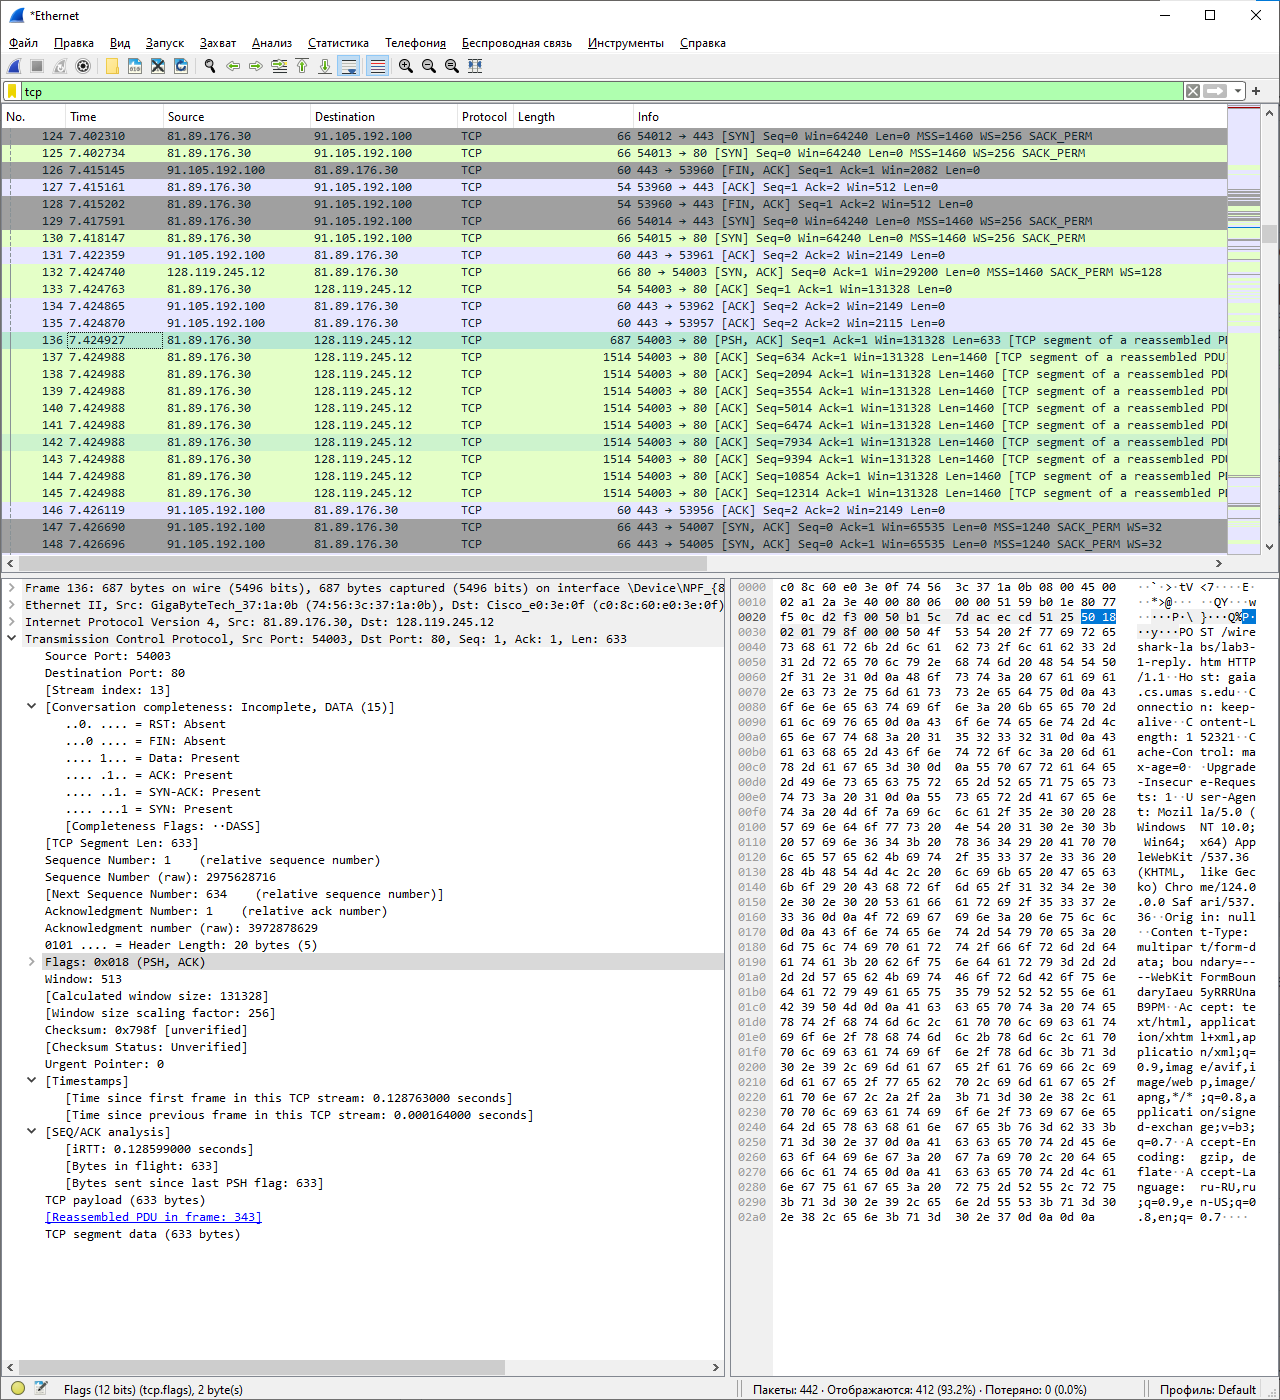 *Ethernet
Файл Правка Вид Запуск Захват Анализ Статистика Телефония Беспроводная связь Инструменты Справка
tcp
No. Time Source Destination Protocol Length Info
124 7.402310 81.89.176.30 91.105.192.100 TCP 66 54012 → 443 [SYN] Seq=0 Win=64240 Len=0 MSS=1460 WS=256 SACK_PERM
125 7.402734 81.89.176.30 91.105.192.100 TCP 66 54013 → 80 [SYN] Seq=0 Win=64240 Len=0 MSS=1460 WS=256 SACK_PERM
126 7.415145 91.105.192.100 81.89.176.30 TCP 60 443 → 53960 [FIN, ACK] Seq=1 Ack=1 Win=2082 Len=0
127 7.415161 81.89.176.30 91.105.192.100 TCP 54 53960 → 443 [ACK] Seq=1 Ack=2 Win=512 Len=0
128 7.415202 81.89.176.30 91.105.192.100 TCP 54 53960 → 443 [FIN, ACK] Seq=1 Ack=2 Win=512 Len=0
129 7.417591 81.89.176.30 91.105.192.100 TCP 66 54014 → 443 [SYN] Seq=0 Win=64240 Len=0 MSS=1460 WS=256 SACK_PERM
130 7.418147 81.89.176.30 91.105.192.100 TCP 66 54015 → 80 [SYN] Seq=0 Win=64240 Len=0 MSS=1460 WS=256 SACK_PERM
131 7.422359 91.105.192.100 81.89.176.30 TCP 60 443 → 53961 [ACK] Seq=2 Ack=2 Win=2149 Len=0
132 7.424740 128.119.245.12 81.89.176.30 TCP 66 80 → 54003 [SYN, ACK] Seq=0 Ack=1 Win=29200 Len=0 MSS=1460 SACK_PERM WS=128
133 7.424763 81.89.176.30 128.119.245.12 TCP 54 54003 → 80 [ACK] Seq=1 Ack=1 Win=131328 Len=0
134 7.424865 91.105.192.100 81.89.176.30 TCP 60 443 → 53962 [ACK] Seq=2 Ack=2 Win=2149 Len=0
135 7.424870 91.105.192.100 81.89.176.30 TCP 60 443 → 53957 [ACK] Seq=2 Ack=2 Win=2115 Len=0
136 7.424927 81.89.176.30 128.119.245.12 TCP 687 54003 → 80 [PSH, ACK] Seq=1 Ack=1 Win=131328 Len=633 [TCP segment of a reassembled P
137 7.424988 81.89.176.30 128.119.245.12 TCP 1514 54003 → 80 [ACK] Seq=634 Ack=1 Win=131328 Len=1460 [TCP segment of a reassembled PDU
138 7.424988 81.89.176.30 128.119.245.12 TCP 1514 54003 → 80 [ACK] Seq=2094 Ack=1 Win=131328 Len=1460 [TCP segment of a reassembled PDU
139 7.424988 81.89.176.30 128.119.245.12 TCP 1514 54003 → 80 [ACK] Seq=3554 Ack=1 Win=131328 Len=1460 [TCP segment of a reassembled PDU
140 7.424988 81.89.176.30 128.119.245.12 TCP 1514 54003 → 80 [ACK] Seq=5014 Ack=1 Win=131328 Len=1460 [TCP segment of a reassembled PDU
141 7.424988 81.89.176.30 128.119.245.12 TCP 1514 54003 → 80 [ACK] Seq=6474 Ack=1 Win=131328 Len=1460 [TCP segment of a reassembled PDU
142 7.424988 81.89.176.30 128.119.245.12 TCP 1514 54003 → 80 [ACK] Seq=7934 Ack=1 Win=131328 Len=1460 [TCP segment of a reassembled PDU
143 7.424988 81.89.176.30 128.119.245.12 TCP 1514 54003 → 80 [ACK] Seq=9394 Ack=1 Win=131328 Len=1460 [TCP segment of a reassembled PDU
144 7.424988 81.89.176.30 128.119.245.12 TCP 1514 54003 → 80 [ACK] Seq=10854 Ack=1 Win=131328 Len=1460 [TCP segment of a reassembled P
145 7.424988 81.89.176.30 128.119.245.12 TCP 1514 54003 → 80 [ACK] Seq=12314 Ack=1 Win=131328 Len=1460 [TCP segment of a reassembled P
146 7.426119 91.105.192.100 81.89.176.30 TCP 60 443 → 53956 [ACK] Seq=2 Ack=2 Win=2149 Len=0
147 7.426690 91.105.192.100 81.89.176.30 TCP 66 443 → 54007 [SYN, ACK] Seq=0 Ack=1 Win=65535 Len=0 MSS=1240 SACK_PERM WS=32
148 7.426696 91.105.192.100 81.89.176.30 TCP 66 443 → 54005 [SYN, ACK] Seq=0 Ack=1 Win=65535 Len=0 MSS=1240 SACK_PERM WS=32
Frame 136: 687 bytes on wire (5496 bits), 687 bytes captured (5496 bits) on interface \Device\NPF_{8
Ethernet II, Src: GigaByteTech_37:1a:0b (74:56:3c:37:1a:0b), Dst: Cisco_e0:3e:0f (c0:8c:60:e0:3e:0f)
Internet Protocol Version 4, Src: 81.89.176.30, Dst: 128.119.245.12
Transmission Control Protocol, Src Port: 54003, Dst Port: 80, Seq: 1, Ack: 1, Len: 633
Source Port: 54003
Destination Port: 80
[Stream index: 13]
[Conversation completeness: Incomplete, DATA (15)]
..0. .... = RST: Absent
...0 .... = FIN: Absent
.... 1... = Data: Present
.... .1.. = ACK: Present
.... ..1. = SYN-ACK: Present
.... ...1 = SYN: Present
[Completeness Flags: ··DASS]
[TCP Segment Len: 633]
Sequence Number: 1 (relative sequence number)
Sequence Number (raw): 2975628716
[Next Sequence Number: 634 (relative sequence number)]
Acknowledgment Number: 1 (relative ack number)
Acknowledgment number (raw): 3972878629
0101 .... = Header Length: 20 bytes (5)
Flags: 0x018 (PSH, ACK)
Window: 513
[Calculated window size: 131328]
[Window size scaling factor: 256]
Checksum: 0x798f [unverified]
[Checksum Status: Unverified]
Urgent Pointer: 0
[Timestamps]
[Time since first frame in this TCP stream: 0.128763000 seconds]
[Time since previous frame in this TCP stream: 0.000164000 seconds]
[SEQ/ACK analysis]
[iRTT: 0.128599000 seconds]
[Bytes in flight: 633]
[Bytes sent since last PSH flag: 633]
TCP payload (633 bytes)
[Reassembled PDU in frame: 343]
TCP segment data (633 bytes)
0000 c0 8c 60 e0 3e 0f 74 56 3c 37 1a 0b 08 00 45 00 ··`·>·tV <7····E·
0010 02 a1 2a 3e 40 00 80 06 00 00 51 59 b0 1e 80 77 ··*>@··· ··QY···w
0020 f5 0c d2 f3 00 50 b1 5c 7d ac ec cd 51 25 50 18 ·····P·\ }···Q%P·
0030 02 01 79 8f 00 00 50 4f 53 54 20 2f 77 69 72 65 ··y···PO ST /wire
0040 73 68 61 72 6b 2d 6c 61 62 73 2f 6c 61 62 33 2d shark-la bs/lab3-
0050 31 2d 72 65 70 6c 79 2e 68 74 6d 20 48 54 54 50 1-reply. htm HTTP
0060 2f 31 2e 31 0d 0a 48 6f 73 74 3a 20 67 61 69 61 /1.1··Ho st: gaia
0070 2e 63 73 2e 75 6d 61 73 73 2e 65 64 75 0d 0a 43 .cs.umas s.edu··C
0080 6f 6e 6e 65 63 74 69 6f 6e 3a 20 6b 65 65 70 2d onnectio n: keep-
0090 61 6c 69 76 65 0d 0a 43 6f 6e 74 65 6e 74 2d 4c alive··C ontent-L
00a0 65 6e 67 74 68 3a 20 31 35 32 33 32 31 0d 0a 43 ength: 1 52321··C
00b0 61 63 68 65 2d 43 6f 6e 74 72 6f 6c 3a 20 6d 61 ache-Con trol: ma
00c0 78 2d 61 67 65 3d 30 0d 0a 55 70 67 72 61 64 65 x-age=0· ·Upgrade
00d0 2d 49 6e 73 65 63 75 72 65 2d 52 65 71 75 65 73 -Insecur e-Reques
00e0 74 73 3a 20 31 0d 0a 55 73 65 72 2d 41 67 65 6e ts: 1··U ser-Agen
00f0 74 3a 20 4d 6f 7a 69 6c 6c 61 2f 35 2e 30 20 28 t: Mozil la/5.0 (
0100 57 69 6e 64 6f 77 73 20 4e 54 20 31 30 2e 30 3b Windows NT 10.0;
0110 20 57 69 6e 36 34 3b 20 78 36 34 29 20 41 70 70 Win64; x64) App
0120 6c 65 57 65 62 4b 69 74 2f 35 33 37 2e 33 36 20 leWebKit /537.36
0130 28 4b 48 54 4d 4c 2c 20 6c 69 6b 65 20 47 65 63 (KHTML, like Gec
0140 6b 6f 29 20 43 68 72 6f 6d 65 2f 31 32 34 2e 30 ko) Chro me/124.0
0150 2e 30 2e 30 20 53 61 66 61 72 69 2f 35 33 37 2e .0.0 Saf ari/537.
0160 33 36 0d 0a 4f 72 69 67 69 6e 3a 20 6e 75 6c 6c 36··Orig in: null
0170 0d 0a 43 6f 6e 74 65 6e 74 2d 54 79 70 65 3a 20 ··Conten t-Type:
0180 6d 75 6c 74 69 70 61 72 74 2f 66 6f 72 6d 2d 64 multipar t/form-d
0190 61 74 61 3b 20 62 6f 75 6e 64 61 72 79 3d 2d 2d ata; bou ndary=--
01a0 2d 2d 57 65 62 4b 69 74 46 6f 72 6d 42 6f 75 6e --WebKit FormBoun
01b0 64 61 72 79 49 61 65 75 35 79 52 52 52 55 6e 61 daryIaeu 5yRRRUna
01c0 42 39 50 4d 0d 0a 41 63 63 65 70 74 3a 20 74 65 B9PM··Ac cept: te
01d0 78 74 2f 68 74 6d 6c 2c 61 70 70 6c 69 63 61 74 xt/html, applicat
01e0 69 6f 6e 2f 78 68 74 6d 6c 2b 78 6d 6c 2c 61 70 ion/xhtm l+xml,ap
01f0 70 6c 69 63 61 74 69 6f 6e 2f 78 6d 6c 3b 71 3d plicatio n/xml;q=
0200 30 2e 39 2c 69 6d 61 67 65 2f 61 76 69 66 2c 69 0.9,imag e/avif,i
0210 6d 61 67 65 2f 77 65 62 70 2c 69 6d 61 67 65 2f mage/web p,image/
0220 61 70 6e 67 2c 2a 2f 2a 3b 71 3d 30 2e 38 2c 61 apng,*/* ;q=0.8,a
0230 70 70 6c 69 63 61 74 69 6f 6e 2f 73 69 67 6e 65 pplicati on/signe
0240 64 2d 65 78 63 68 61 6e 67 65 3b 76 3d 62 33 3b d-exchan ge;v=b3;
0250 71 3d 30 2e 37 0d 0a 41 63 63 65 70 74 2d 45 6e q=0.7··A ccept-En
0260 63 6f 64 69 6e 67 3a 20 67 7a 69 70 2c 20 64 65 coding: gzip, de
0270 66 6c 61 74 65 0d 0a 41 63 63 65 70 74 2d 4c 61 flate··A ccept-La
0280 6e 67 75 61 67 65 3a 20 72 75 2d 52 55 2c 72 75 nguage: ru-RU,ru
0290 3b 71 3d 30 2e 39 2c 65 6e 2d 55 53 3b 71 3d 30 ;q=0.9,e n-US;q=0
02a0 2e 38 2c 65 6e 3b 71 3d 30 2e 37 0d 0a 0d 0a .8,en;q= 0.7····
Flags (12 bits) (tcp.flags), 2 byte(s)
Пакеты: 442 · Отображаются: 412 (93.2%) · Потеряно: 0 (0.0%)
Профиль: Default